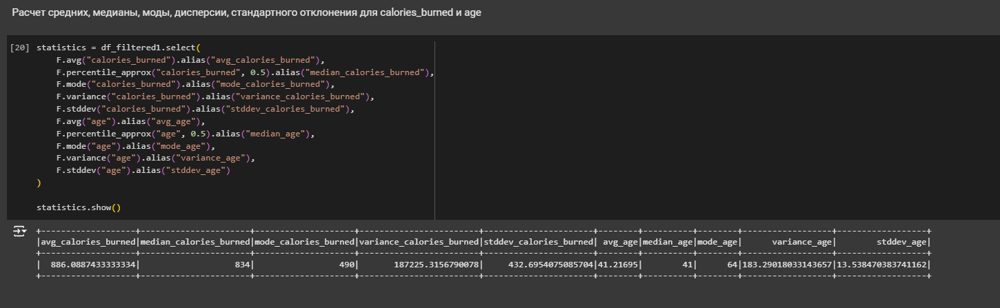 Расчет средних, медианы, моды, дисперсии, стандартного отклонения для calories_burned и age
[20] statistics = df_filtered1.select(
F.avg("calories_burned").alias("avg_calories_burned"),
F.percentile_approx("calories_burned", 0.5).alias("median_calories_burned"),
F.mode("calories_burned").alias("mode_calories_burned"),
F.variance("calories_burned").alias("variance_calories_burned"),
F.stddev("calories_burned").alias("stddev_calories_burned"),
F.avg("age").alias("avg_age"),
F.percentile_approx("age", 0.5).alias("median_age"),
F.mode("age").alias("mode_age"),
F.variance("age").alias("variance_age"),
F.stddev("age").alias("stddev_age")
)
statistics.show()
+-------------------+----------------------+--------------------+------------------------+----------------------+--------+----------+--------+------------------+------------------+
|avg_calories_burned|median_calories_burned|mode_calories_burned|variance_calories_burned|stddev_calories_burned| avg_age|median_age|mode_age|      variance_age|        stddev_age|
+-------------------+----------------------+--------------------+------------------------+----------------------+--------+----------+--------+------------------+------------------+
|  886.0887433333334|                   834|                 490|       187225.3156790078|     432.6954075085704|41.21695|        41|      64|183.29018033143657|13.538470383741162|
+-------------------+----------------------+--------------------+------------------------+----------------------+--------+----------+--------+------------------+------------------+